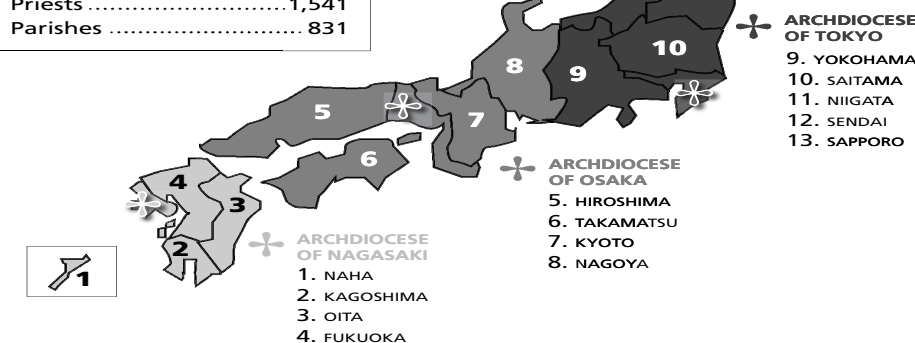 Priests ..............................1,541
Parishes ............................. 831
ARCHDIOCESE
OF TOKYO
9. YOKOHAMA
10. SAITAMA
11. NIIGATA
12. SENDAI
13. SAPPORO
10
8
9
5
7
6
ARCHDIOCESE
OF OSAKA
5. HIROSHIMA
6. TAKAMATSU
7. KYOTO
8. NAGOYA
4
3
2
1
ARCHDIOCESE
OF NAGASAKI
1. NAHA
2. KAGOSHIMA
3. OITA
4. FUKUOKA